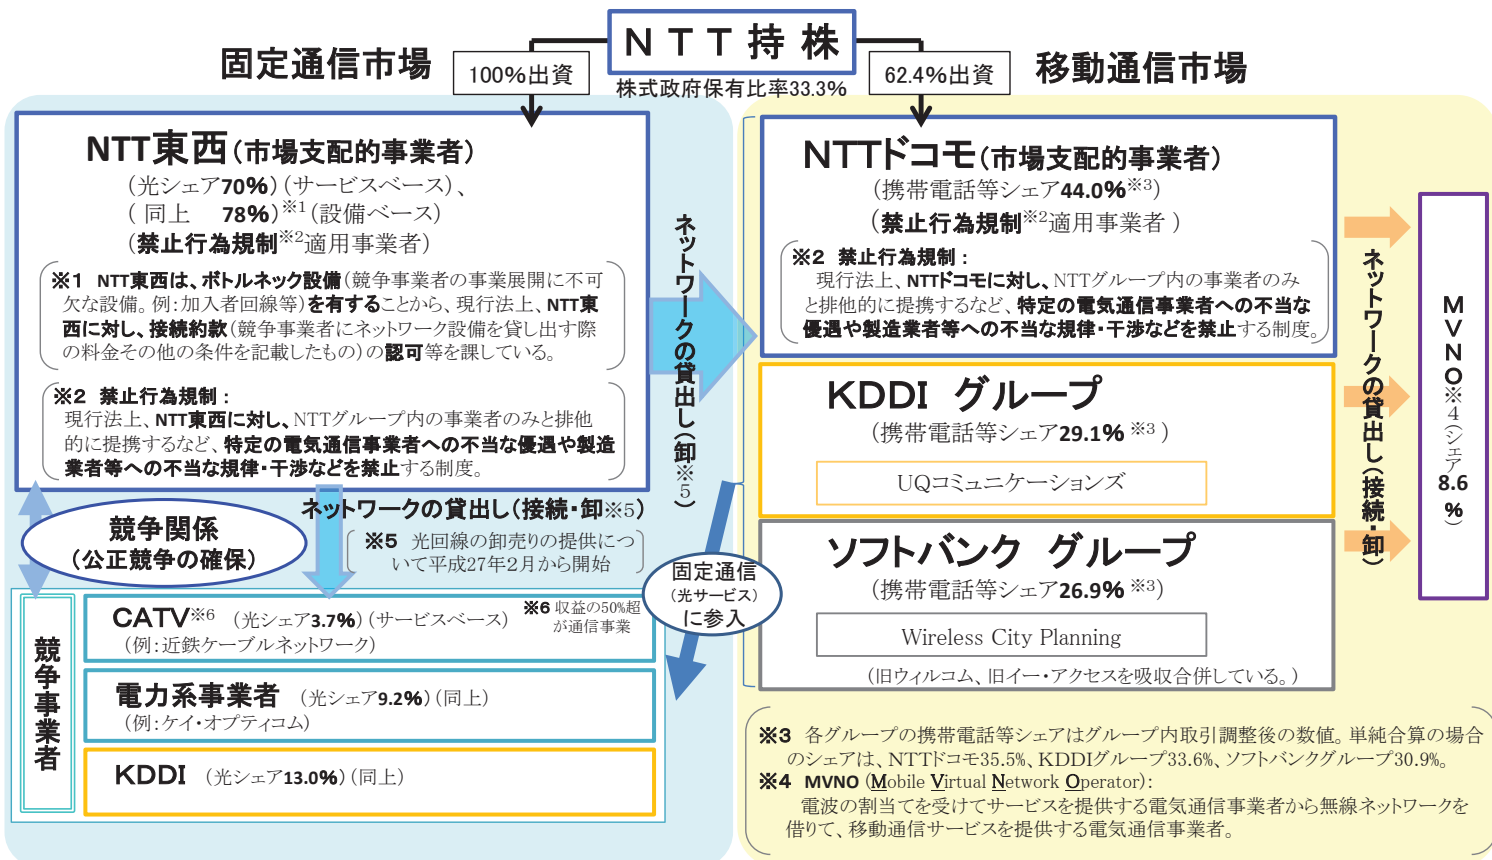 NTT持株
株式政府保有比率33.3%
固定通信市場
100%出資
62.4%出資
移動通信市場
NTT東西(市場支配的事業者)
(光シェア70%)(サービスベース)、
(同上 78%)※1(設備ベース)
(禁止行為規制※2適用事業者)
※1 NTT東西は、ボトルネック設備(競争事業者の事業展開に不可
欠な設備。例:加入者回線等)を有することから、現行法上、NTT東
西に対し、接続約款(競争事業者にネットワーク設備を貸し出す際
の料金その他の条件を記載したもの)の認可等を課している。
※2 禁止行為規制:
現行法上、NTT東西に対し、NTTグループ内の事業者のみと排他
的に提携するなど、特定の電気通信事業者への不当な優遇や製造
業者等への不当な規律・干渉などを禁止する制度。
競争関係
(公正競争の確保)
ネットワークの貸出し(接続・卸※5)
※5 光回線の卸売りの提供につ
いて平成27年2月から開始
競争事業者
CATV※6 (光シェア3.7%)(サービスベース)
(例:近鉄ケーブルネットワーク)
※6 収益の50%超
が通信事業
電力系事業者 (光シェア9.2%)(同上)
(例:ケイ・オプティコム)
KDDI (光シェア13.0%)(同上)
ネットワークの貸出し(卸※5)
固定通信
(光サービス)
に参入
NTTドコモ(市場支配的事業者)
(携帯電話等シェア44.0%※3)
(禁止行為規制※2適用事業者 )
※2 禁止行為規制:
現行法上、NTTドコモに対し、NTTグループ内の事業者のみ
と排他的に提携するなど、特定の電気通信事業者への不当な
優遇や製造業者等への不当な規律・干渉などを禁止する制度。
KDDI グループ
(携帯電話等シェア29.1% ※3 )
UQコミュニケーションズ
ソフトバンク グループ
(携帯電話等シェア26.9% ※3)
Wireless City Planning
(旧ウィルコム、旧イー・アクセスを吸収合併している。)
ネットワークの貸出し(接続・卸)
MVNO※4(シェア8.6%)
※3 各グループの携帯電話等シェアはグループ内取引調整後の数値。単純合算の場合
のシェアは、NTTドコモ35.5%、KDDIグループ33.6%、ソフトバンクグループ30.9%。
※4 MVNO (Mobile Virtual Network Operator):
電波の割当てを受けてサービスを提供する電気通信事業者から無線ネットワークを
借りて、移動通信サービスを提供する電気通信事業者。